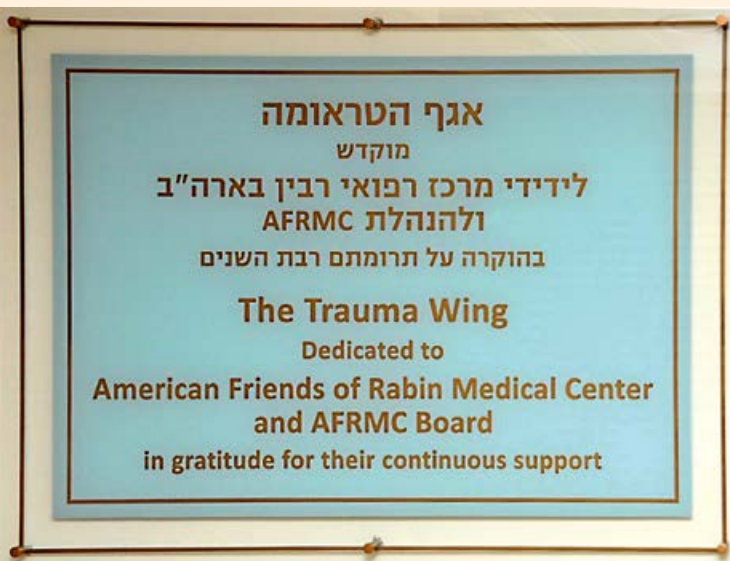 אגף הטראומה
מוקדש
לידידי מרכז רפואי רבין בארה"ב
ולהנהלת AFRMC
בהוקרה על תרומתם רבת השנים
The Trauma Wing
Dedicated to
American Friends of Rabin Medical Center
and AFRMC Board
in gratitude for their continuous support